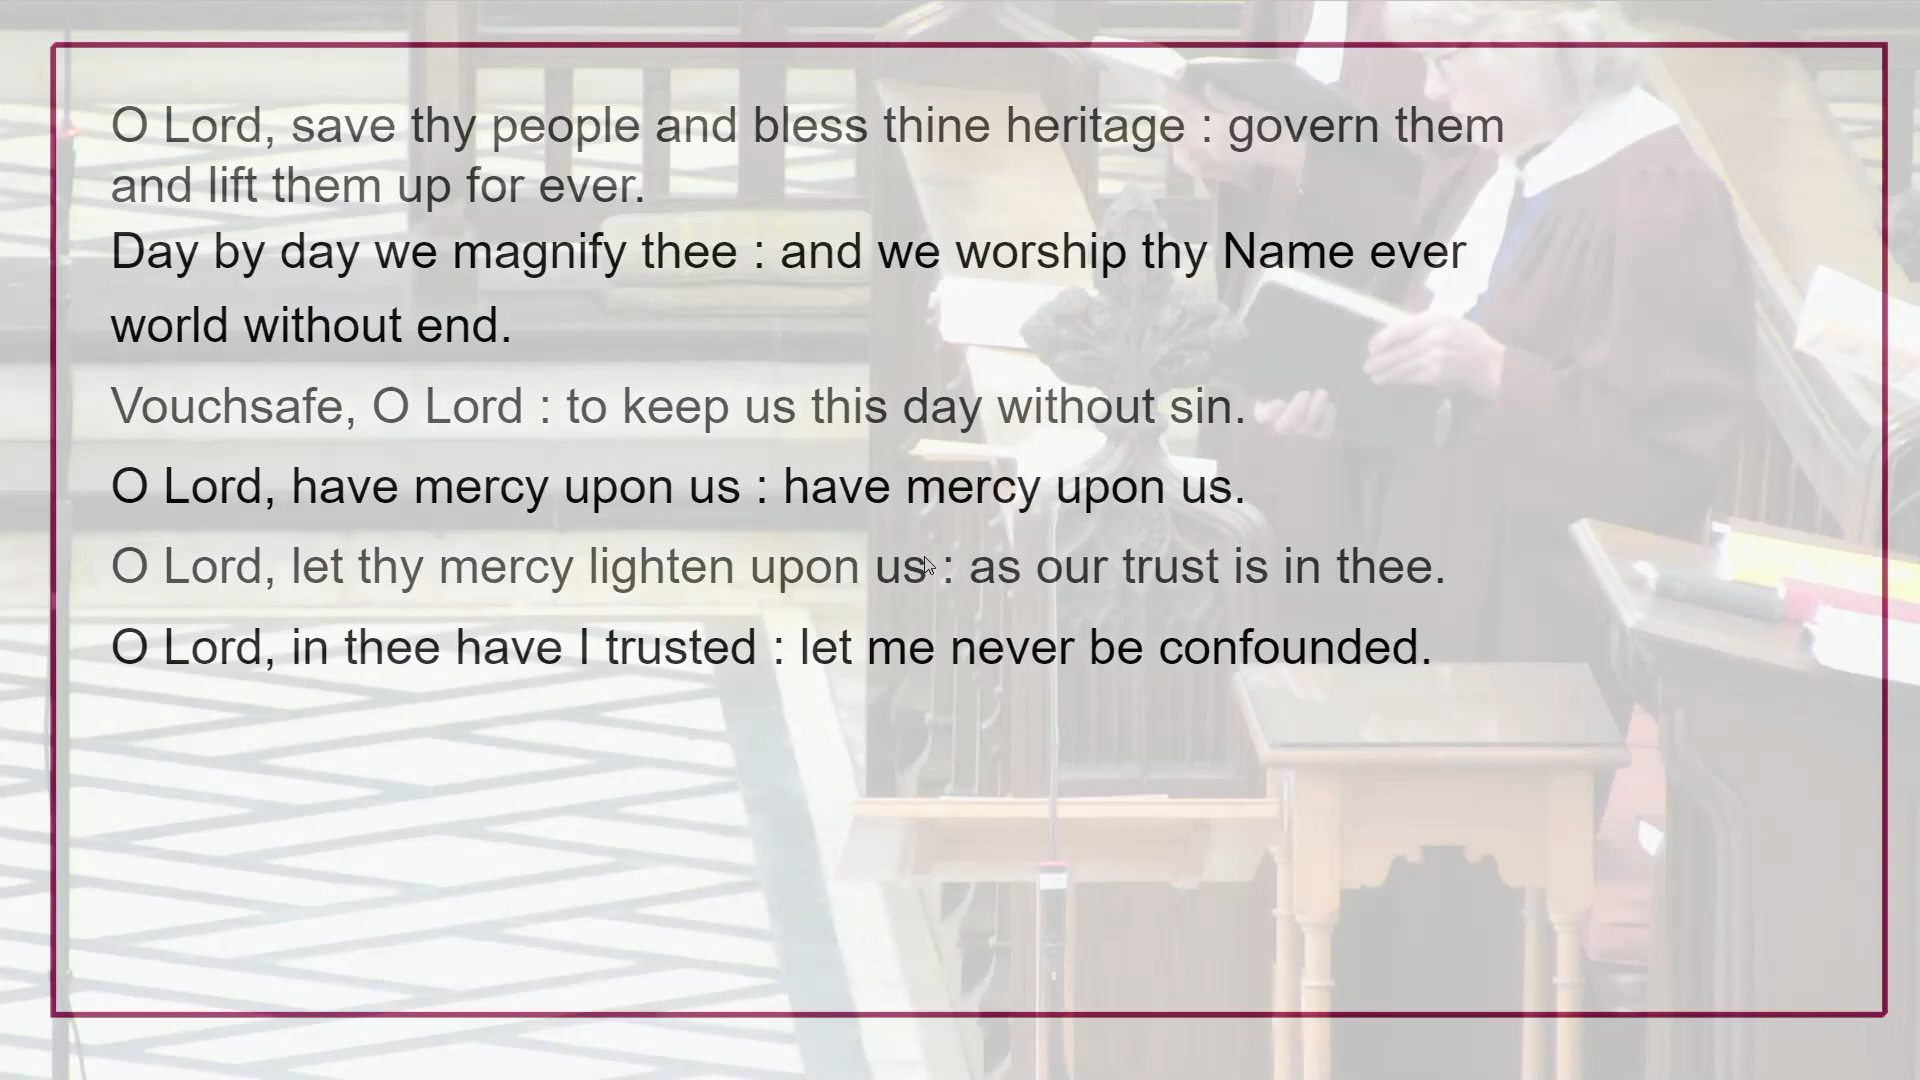 O Lord, save thy people and bless thine heritage : govern them
and lift them up for ever.
Day by day we magnify thee : and we worship thy Name ever
world without end.
Vouchsafe, O Lord : to keep us this day without sin.
O Lord, have mercy upon us : have mercy upon us.
O Lord, let thy mercy lighten upon us : as our trust is in thee.
O Lord, in thee have I trusted : let me never be confounded.